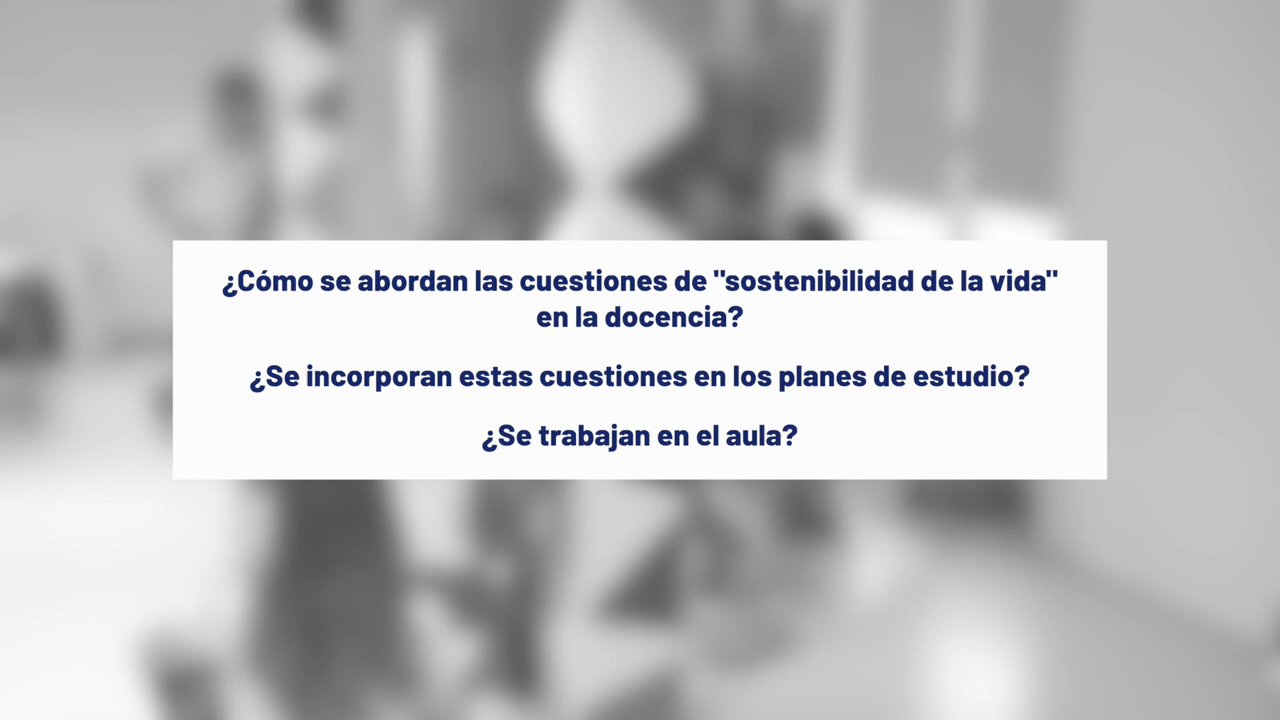 ¿Cómo se abordan las cuestiones de "sostenibilidad de la vida"
en la docencia?
¿Se incorporan estas cuestiones en los planes de estudio?
¿Se trabajan en el aula?